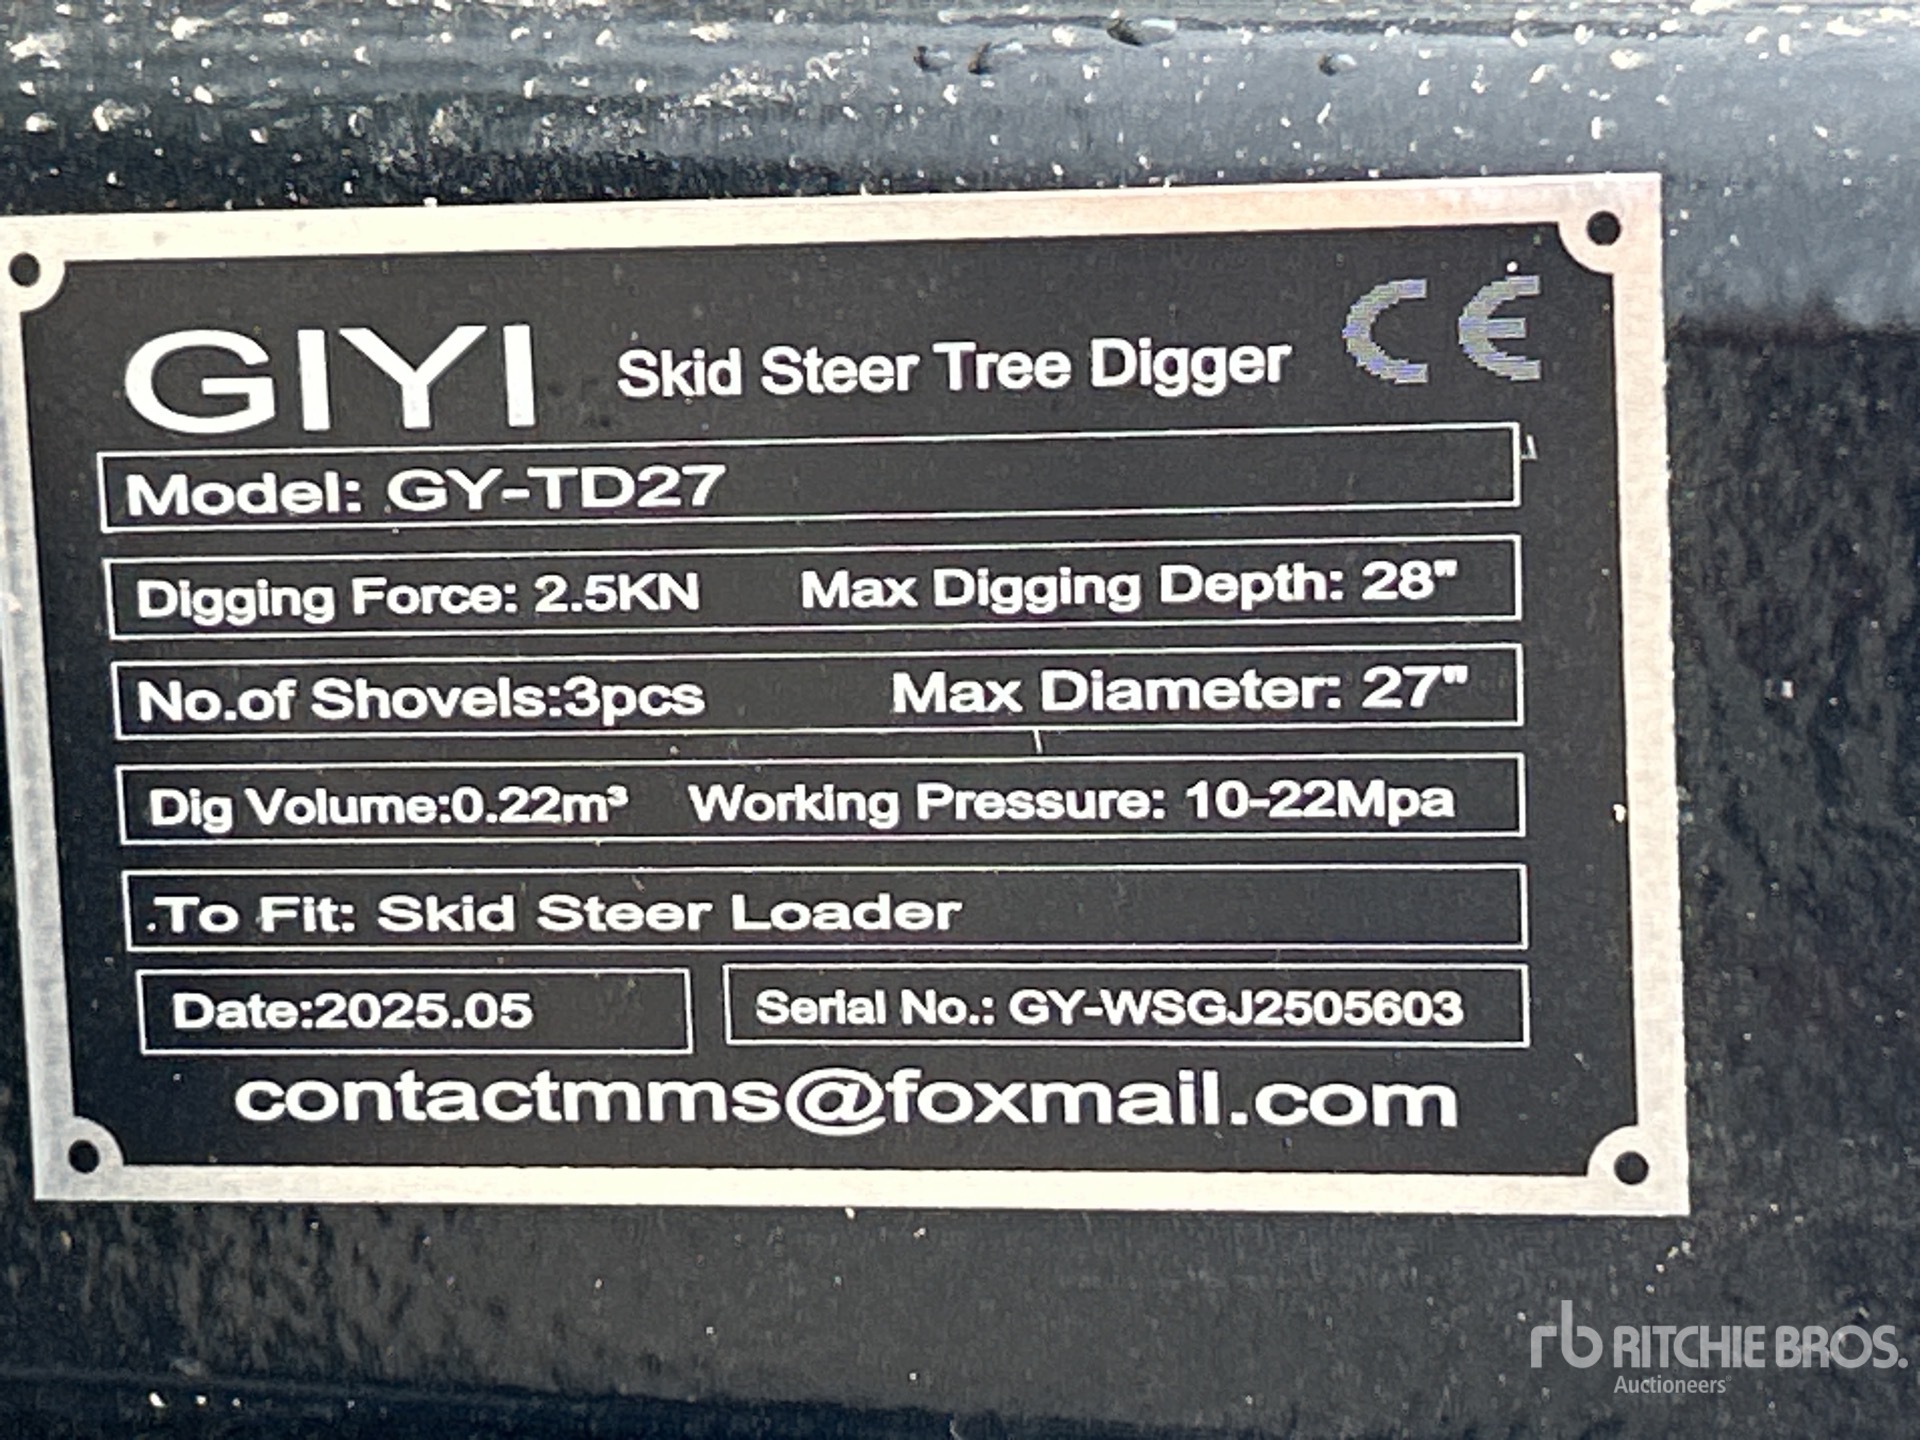 GIYI Skid Steer Tree Digger CE
Model: GY-TD27
Digging Force: 2.5KN Max Digging Depth: 28"
No.of Shovels:3pcs Max Diameter: 27"
Dig Volume:0.22m³ Working Pressure: 10-22Mpa
.To Fit: Skid Steer Loader
Date:2025.05 Serial No.: GY-WSGJ2505603
contactmms@foxmail.com
rb RITCHIE BROS.
Auctioneers